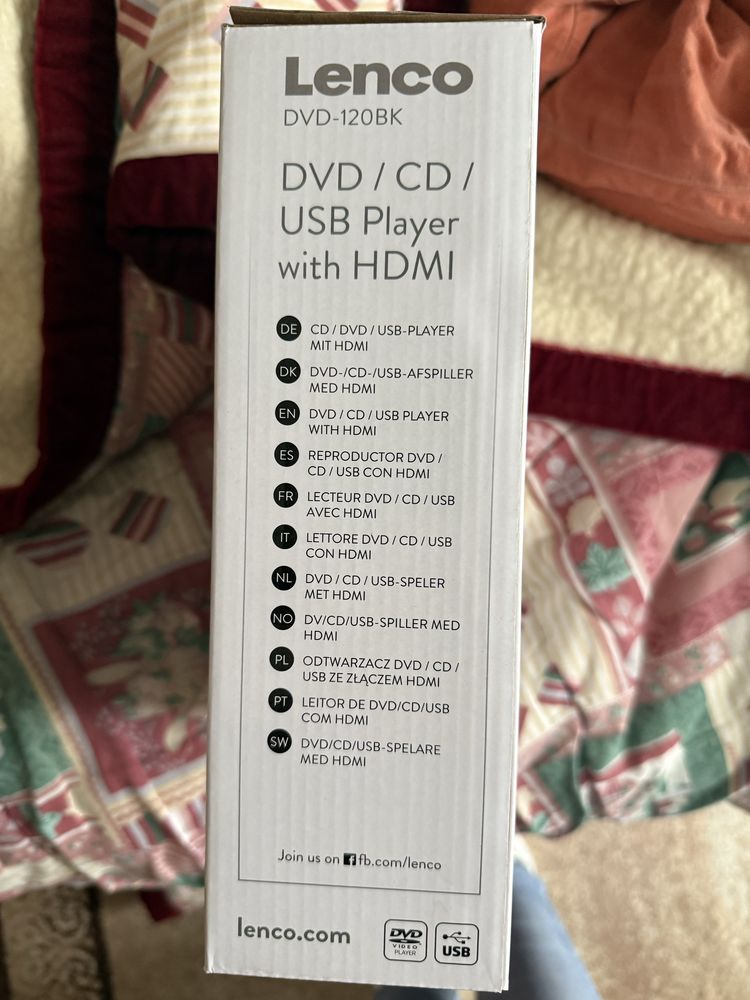 Lenco
DVD-120BK
DVD / CD /
USB Player
with HDMI
DE CD / DVD / USB-PLAYER
MIT HDMI
DK DVD-/CD-/USB-AFSPILLER
MED HDMI
EN DVD / CD / USB PLAYER
WITH HDMI
ES REPRODUCTOR DVD /
CD / USB CON HDMI
FR LECTEUR DVD / CD / USB
AVEC HDMI
IT LETTORE DVD / CD / USB
CON HDMI
NL DVD / CD / USB-SPELER
MET HDMI
NO DV/CD/USB-SPILLER MED
HDMI
PL ODTWARZACZ DVD / CD /
USB ZE ZŁĄCZEM HDMI
PT LEITOR DE DVD/CD/USB
COM HDMI
SW DVD/CD/USB-SPELARE
MED HDMI
Join us on f fb.com/lenco
lenco.com
DVD
VIDEO
PLAYER
USB